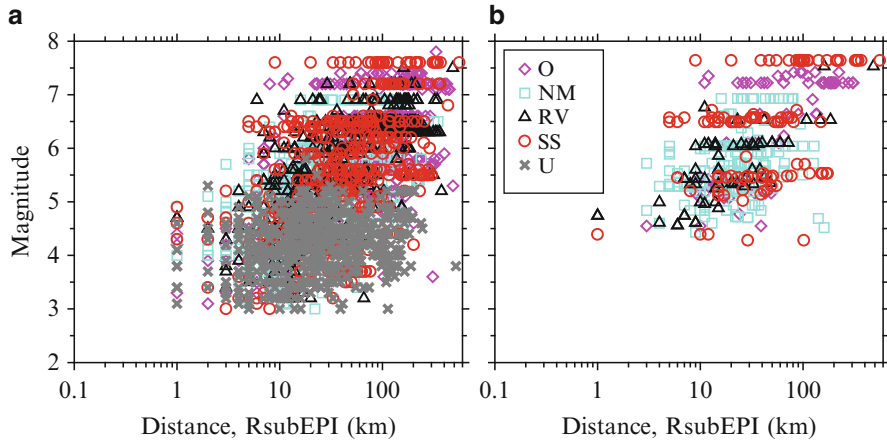 a
b
8
7
6
5
4
3
2
Magnitude
0.1
1
10
100
Distance, RsubEPI (km)
O
NM
RV
SS
U
0.1
1
10
100
Distance, RsubEPI (km)